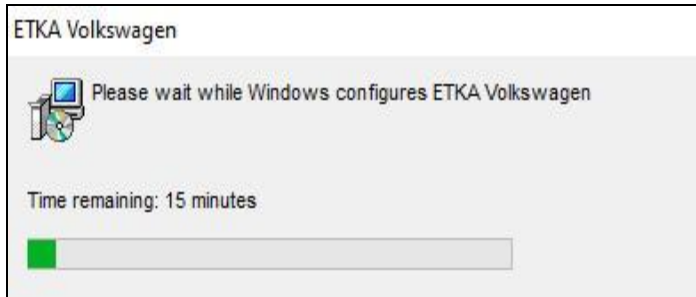 ETKA Volkswagen
Please wait while Windows configures ETKA Volkswagen
Time remaining: 15 minutes